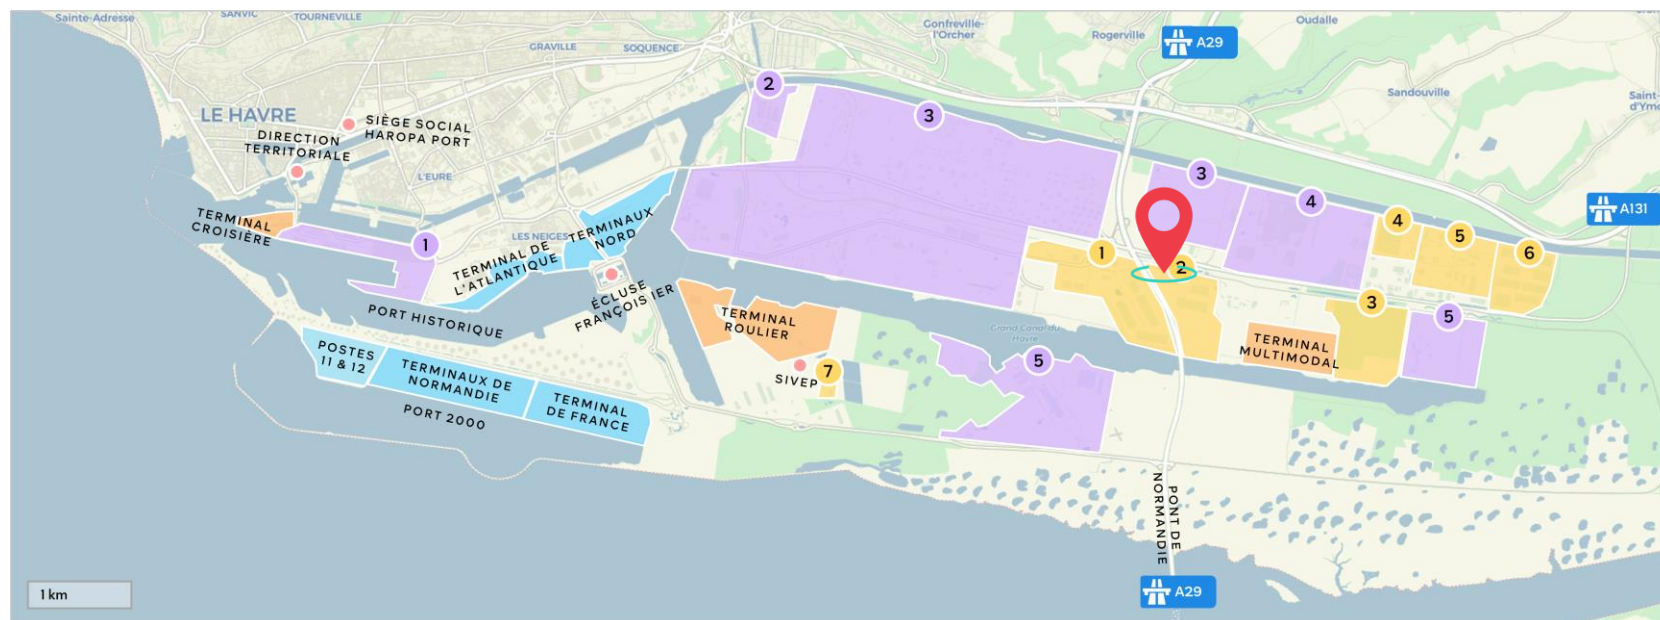 Sainte-Adresse
SANVIC
TOURNEVILLE
GRAVILLE
SOQUENCE
Gonfreville-
l'Orcher
Rogerville
A29
Oudalle
Sandouville
Saint-
d'Ymo
LE HAVRE
SIÈGE SOCIAL
HAROPA PORT
DIRECTION
TERRITORIALE
L'EURE
2
3
3
4
4
5
6
A131
TERMINAL
CROISIÈRE
1
LES NEIGES
TERMINAUX
NORD
TERMINAL DE
L'ATLANTIQUE
ÉCLUSE
FRANÇOIS IER
1
2
3
5
PORT HISTORIQUE
TERMINAL
ROULIER
Grand Canal du
Havre
TERMINAL
MULTIMODAL
POSTES
11 & 12
TERMINAUX DE
NORMANDIE
TERMINAL
DE FRANCE
PORT 2000
SIVEP
7
5
PONT DE
NORMANDIE
A29
1 km